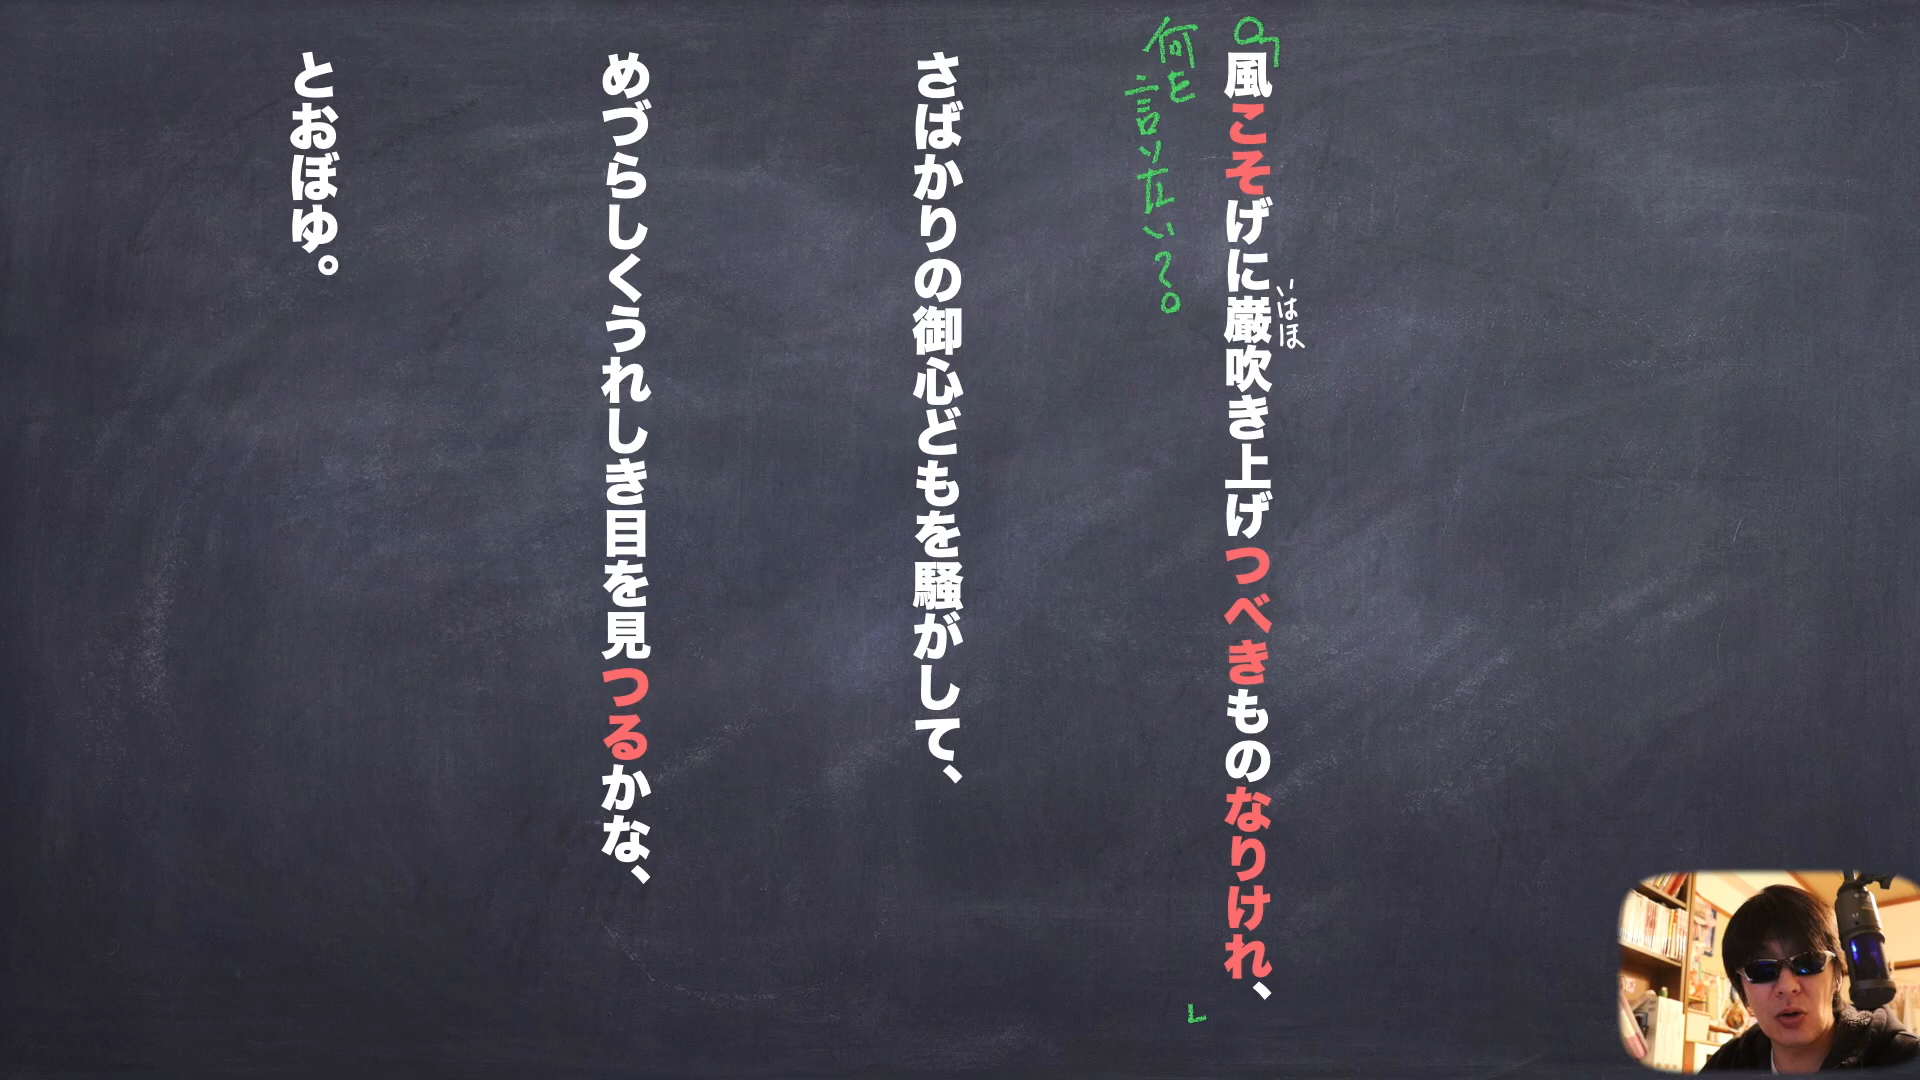 風こそげに巌吹き上げつべきものなりけれ、
いはほ
何を言いたい?。
さばかりの御心どもを騒がして、
めづらしくうれしき目を見つるかな、
とおぼゆ。